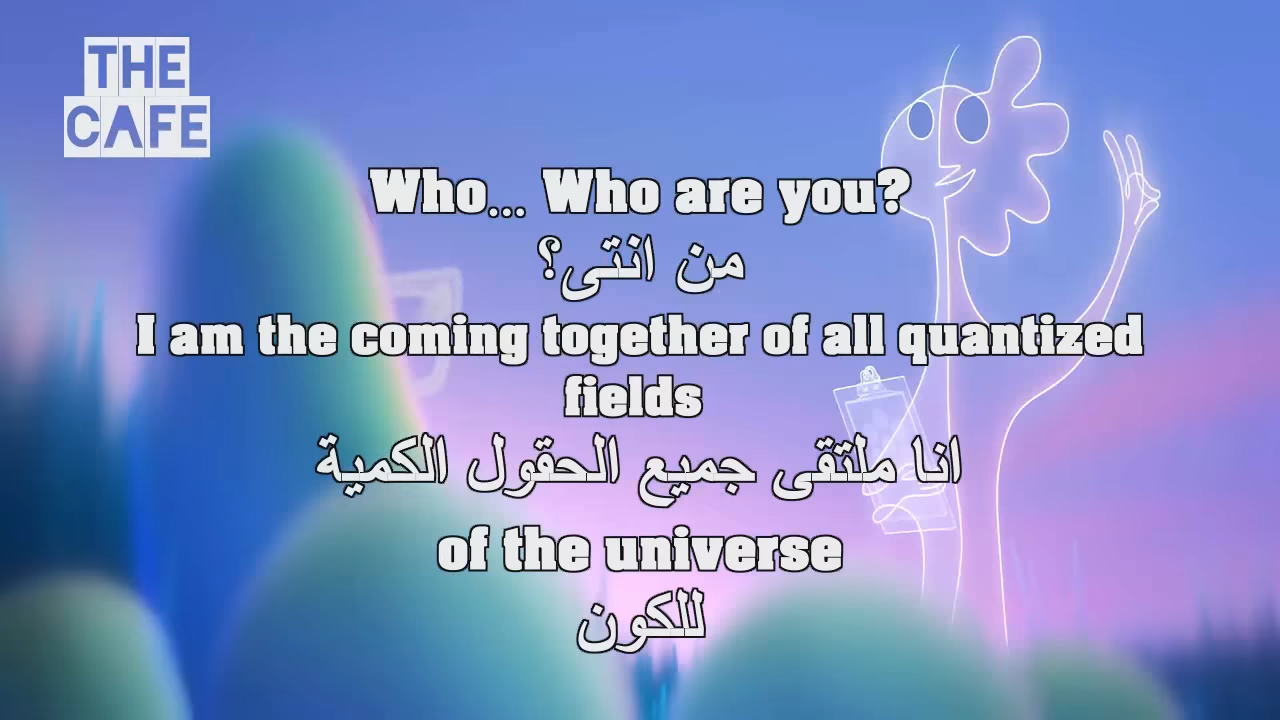 THE
CAFE
Who... Who are you?
من انتى؟
I am the coming together of all quantized
fields
انا ملتقى جميع الحقول الكمية
of the universe
للكون